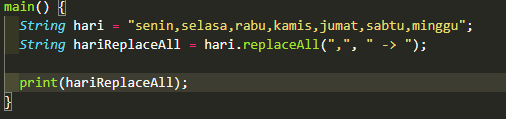 main() {
  String hari = "senin,selasa,rabu,kamis,jumat,sabtu,minggu";
  String hariReplaceAll = hari.replaceAll(",", " -> ");
  print(hariReplaceAll);
}